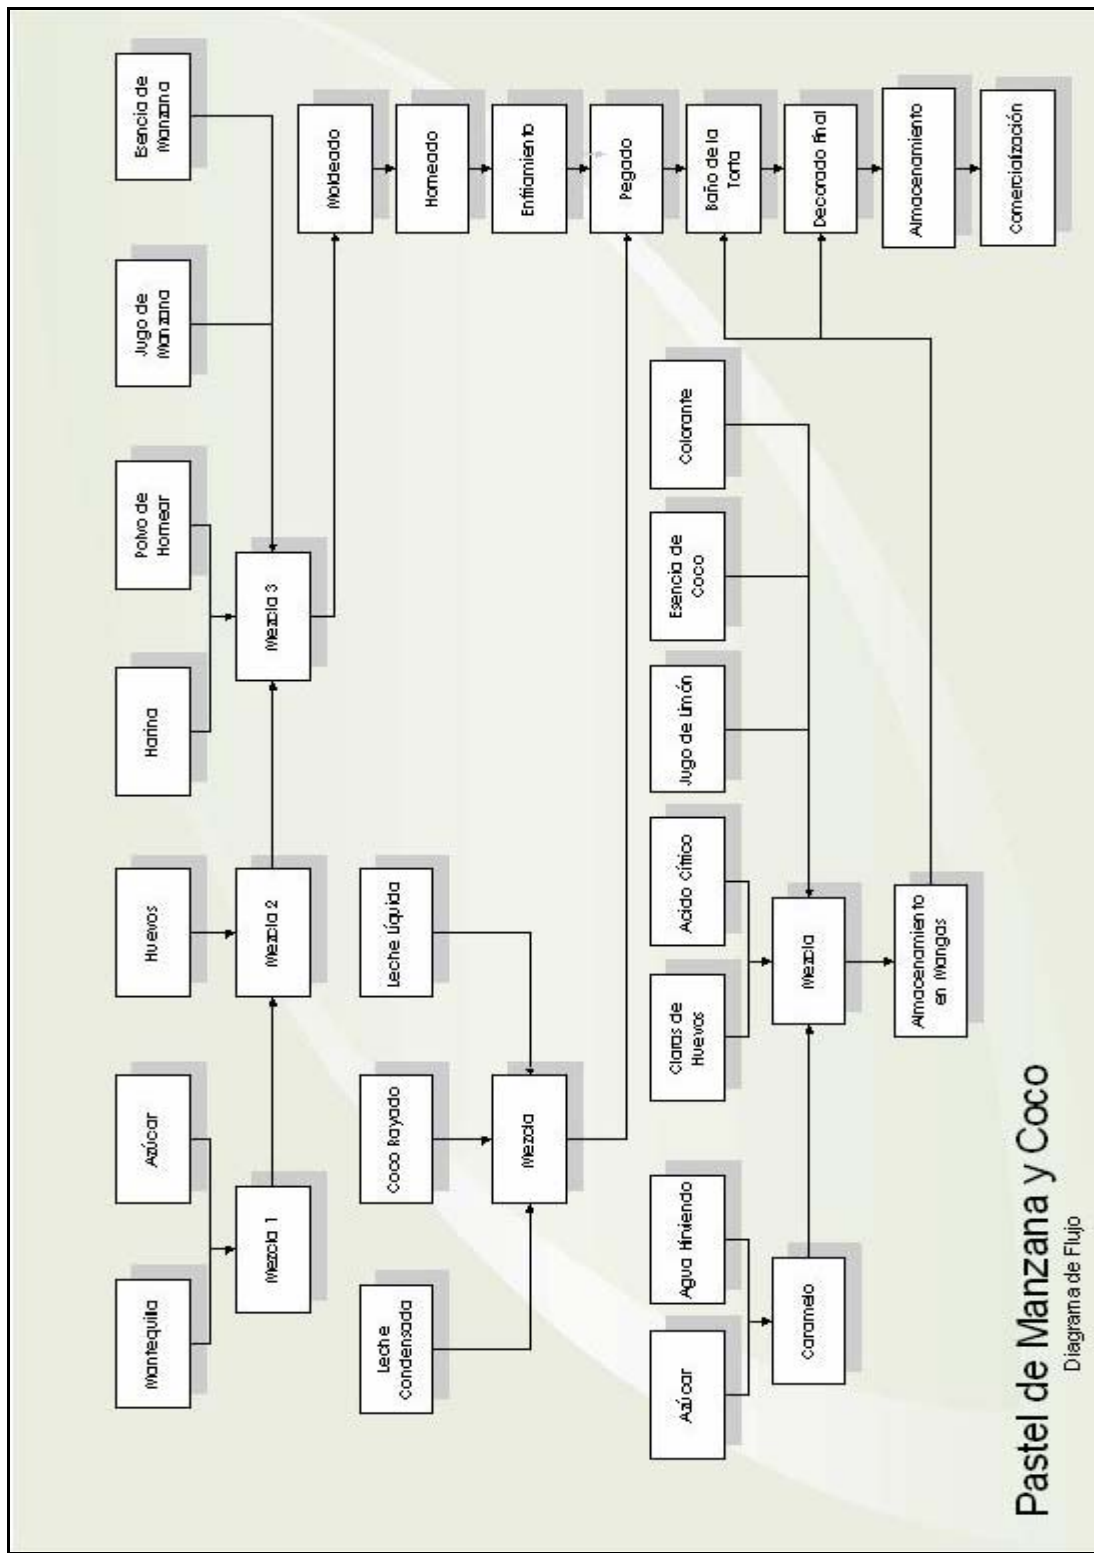 Mantequilla
Azúcar
Huevos
Harina
Polvo de
Hornear
Jugo de
Manzana
Esencia de
Manzana
Mezcla 1
Mezcla 2
Mezcla 3
Moldeado
Horneado
Enfriamiento
Pegado
Baño de la
Torta
Decorado Final
Almacenamiento
Comercialización
Leche
Condensada
Coco Rayado
Leche Líquida
Mezcla
Azúcar
Agua Hirviendo
Claras de
Huevos
Acido Cítrico
Jugo de Limón
Esencia de
Coco
Colorante
Caramelo
Mezcla
Almacenamiento
en Mangas
Pastel de Manzana y Coco
Diagrama de Flujo